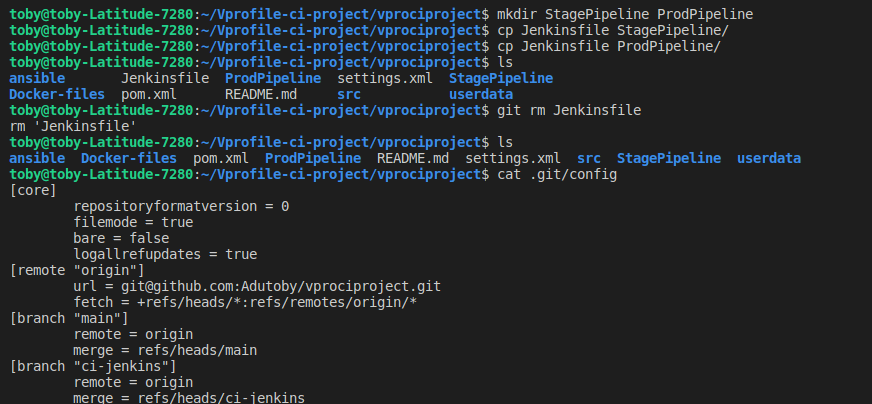 toby@toby-Latitude-7280:~/Vprofile-ci-project/vprociproject$ mkdir StagePipeline ProdPipeline
toby@toby-Latitude-7280:~/Vprofile-ci-project/vprociproject$ cp Jenkinsfile StagePipeline/
toby@toby-Latitude-7280:~/Vprofile-ci-project/vprociproject$ cp Jenkinsfile ProdPipeline/
toby@toby-Latitude-7280:~/Vprofile-ci-project/vprociproject$ ls
ansible       Jenkinsfile  ProdPipeline  settings.xml  StagePipeline
Docker-files  pom.xml      README.md     src           userdata
toby@toby-Latitude-7280:~/Vprofile-ci-project/vprociproject$ git rm Jenkinsfile
rm 'Jenkinsfile'
toby@toby-Latitude-7280:~/Vprofile-ci-project/vprociproject$ ls
ansible  Docker-files  pom.xml  ProdPipeline  README.md  settings.xml  src  StagePipeline  userdata
toby@toby-Latitude-7280:~/Vprofile-ci-project/vprociproject$ cat .git/config
[core]
        repositoryformatversion = 0
        filemode = true
        bare = false
        logallrefupdates = true
[remote "origin"]
        url = git@github.com:Adutoby/vprociproject.git
        fetch = +refs/heads/*:refs/remotes/origin/*
[branch "main"]
        remote = origin
        merge = refs/heads/main
[branch "ci-jenkins"]
        remote = origin
        merge = refs/heads/ci-jenkins